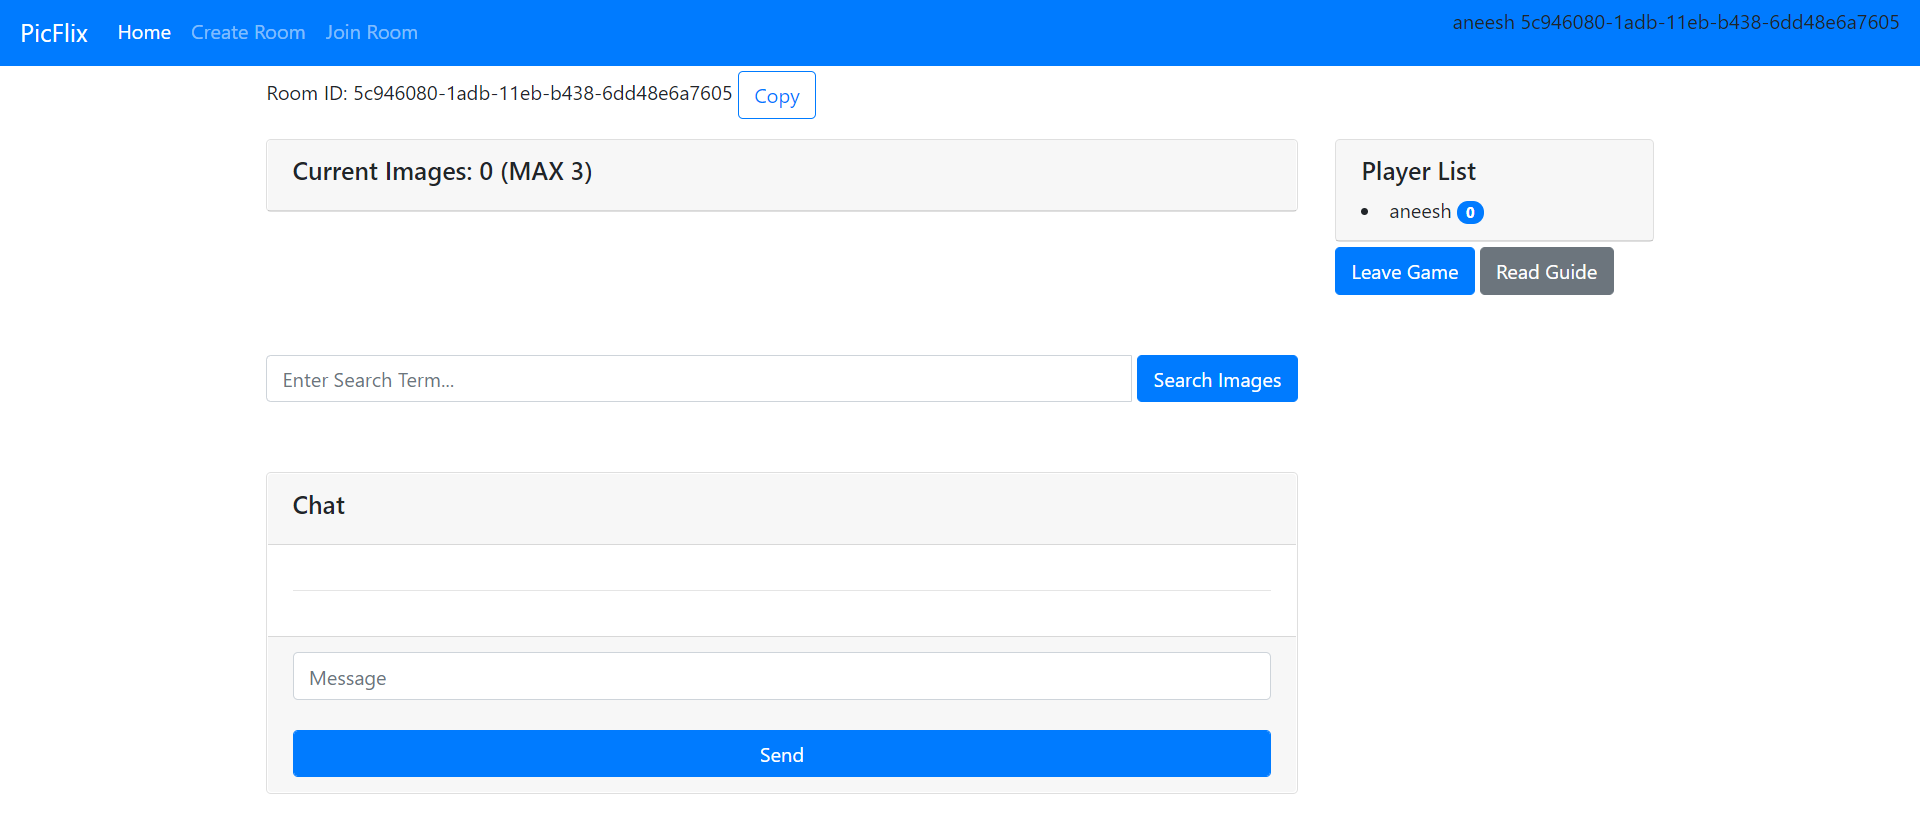 PicFlix Home Create Room Join Room aneesh 5c946080-1adb-11eb-b438-6dd48e6a7605
Room ID: 5c946080-1adb-11eb-b438-6dd48e6a7605 Copy
Current Images: 0 (MAX 3)
Player List
aneesh 0
Leave Game Read Guide
Enter Search Term... Search Images
Chat
Message
Send